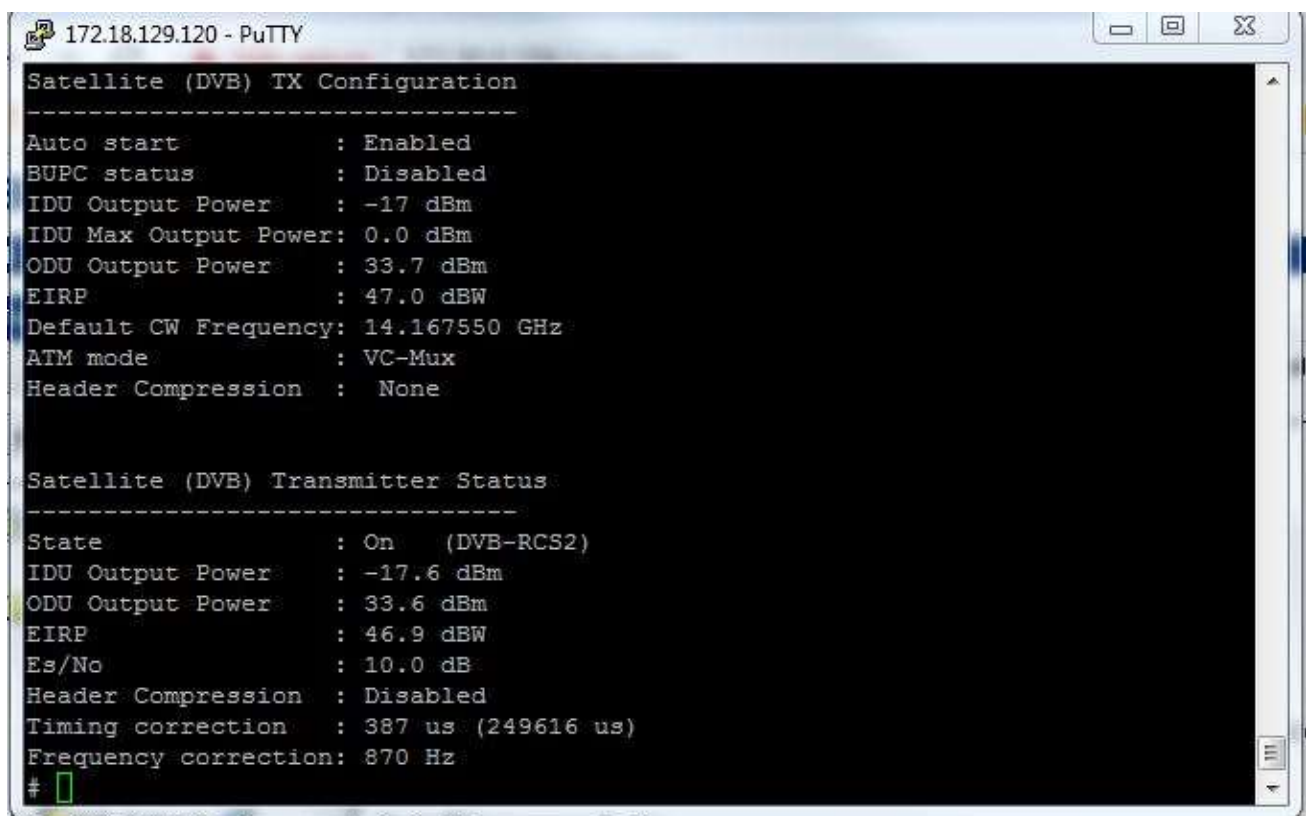 172.18.129.120 - PuTTY
Satellite (DVB) TX Configuration
--------------------------------
Auto start          : Enabled
BUPC status         : Disabled
IDU Output Power    : -17 dBm
IDU Max Output Power: 0.0 dBm
ODU Output Power    : 33.7 dBm
EIRP                : 47.0 dBW
Default CW Frequency: 14.167550 GHz
ATM mode            : VC-Mux
Header Compression  :  None
Satellite (DVB) Transmitter Status
--------------------------------
State               : On   (DVB-RCS2)
IDU Output Power    : -17.6 dBm
ODU Output Power    : 33.6 dBm
EIRP                : 46.9 dBW
Es/No               : 10.0 dB
Header Compression  : Disabled
Timing correction   : 387 us (249616 us)
Frequency correction: 870 Hz
#